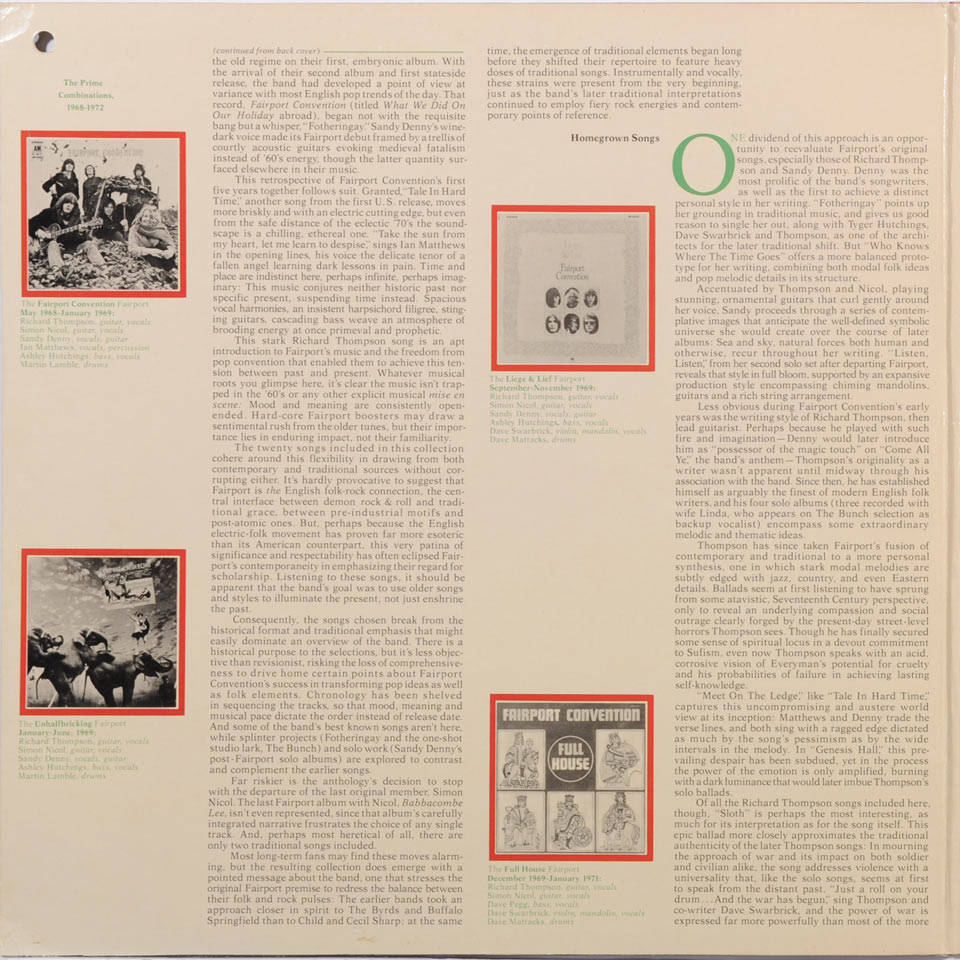 The Prime
Combinations,
1968-1972
FAIRPORT CONVENTION
The Fairport Convention Fairport
May 1968-January 1969:
Richard Thompson, guitar, vocals
Simon Nicol, guitar, vocals
Sandy Denny, vocals, guitar
Ian Matthews, vocals, percussion
Ashley Hutchings, bass, vocals
Martin Lamble, drums
The Unhalfbricking Fairport
January-June, 1969:
Richard Thompson, guitar, vocals
Simon Nicol, guitar, vocals
Sandy Denny, vocals, guitar
Ashley Hutchings, bass, vocals
Martin Lamble, drums
(continued from back cover)
the old regime on their first, embryonic album. With
the arrival of their second album and first stateside
release, the band had developed a point of view at
variance with most English pop trends of the day. That
record, Fairport Convention (titled What We Did On
Our Holiday abroad), began not with the requisite
bang but a whisper, "Fotheringay." Sandy Denny's wine-
dark voice made its Fairport debut framed by a trellis of
courtly acoustic guitars evoking medieval fatalism
instead of '60's energy, though the latter quantity sur-
faced elsewhere in their music.
This retrospective of Fairport Convention's first
five years together follows suit. Granted, "Tale In Hard
Time," another song from the first U.S. release, moves
more briskly and with an electric cutting edge, but even
from the safe distance of the eclectic '70's the sound-
scape is a chilling, ethereal one. "Take the sun from
my heart, let me learn to despise," sings Ian Matthews
in the opening lines, his voice the delicate tenor of a
fallen angel learning dark lessons in pain. Time and
place are indistinct here, perhaps infinite, perhaps imag-
inary: This music conjures neither historic past nor
specific present, suspending time instead. Spacious
vocal harmonies, an insistent harpsichord filigree, sting-
ing guitars, cascading bass weave an atmosphere of
brooding energy at once primeval and prophetic.
This stark Richard Thompson song is an apt
introduction to Fairport's music and the freedom from
pop convention that enabled them to achieve this ten-
sion between past and present. Whatever musical
roots you glimpse here, it's clear the music isn't trap-
ped in the '60's or any other explicit musical mise en
scene: Mood and meaning are consistently open-
ended. Hard-core Fairport boosters may draw a
sentimental rush from the older tunes, but their impor-
tance lies in enduring impact, not their familiarity.
The twenty songs included in this collection
cohere around this flexibility in drawing from both
contemporary and traditional sources without cor-
rupting either. It's hardly provocative to suggest that
Fairport is the English folk-rock connection, the cen-
tral interface between demon rock & roll and tradi-
tional grace, between pre-industrial motifs and
post-atomic ones. But, perhaps because the English
electric-folk movement has proven far more esoteric
than its American counterpart, this very patina of
significance and respectability has often eclipsed Fair-
port's contemporaneity in emphasizing their regard for
scholarship. Listening to these songs, it should be
apparent that the band's goal was to use older songs
and styles to illuminate the present, not just enshrine
the past.
Consequently, the songs chosen break from the
historical format and traditional emphasis that might
easily dominate an overview of the band. There is a
historical purpose to the selections, but it's less objec-
tive than revisionist, risking the loss of comprehensive-
ness to drive home certain points about Fairport
Convention's success in transforming pop ideas as well
as folk elements. Chronology has been shelved
in sequencing the tracks, so that mood, meaning and
musical pace dictate the order instead of release date.
And some of the band's best known songs aren't here,
while splinter projects (Fotheringay and the one-shot
studio lark, The Bunch) and solo work (Sandy Denny's
post-Fairport solo albums) are explored to contrast
and complement the earlier songs.
Far riskier is the anthology's decision to stop
with the departure of the last original member, Simon
Nicol. The last Fairport album with Nicol, Babbacombe
Lee, isn't even represented, since that album's carefully
integrated narrative frustrates the choice of any single
track. And, perhaps most heretical of all, there are
only two traditional songs included.
Most long-term fans may find these moves alarm-
ing, but the resulting collection does emerge with a
pointed message about the band, one that stresses the
original Fairport premise to redress the balance between
their folk and rock pulses: The earlier bands took an
approach closer in spirit to The Byrds and Buffalo
Springfield than to Child and Cecil Sharp; at the same
time, the emergence of traditional elements began long
before they shifted their repertoire to feature heavy
doses of traditional songs. Instrumentally and vocally,
these strains were present from the very beginning,
just as the band's later traditional interpretations
continued to employ fiery rock energies and contem-
porary points of reference.
Fairport
Convention
The Liege & Lief Fairport
September-November 1969:
Richard Thompson, guitar, vocals
Simon Nicol, guitar, vocals
Sandy Denny, vocals, guitar
Ashley Hutchings, bass, vocals
Dave Swarbrick, violin, mandolin, vocals
Dave Mattacks, drums
FAIRPORT CONVENTION
FULL
HOUSE
The Full House Fairport
December 1969-January 1971:
Richard Thompson, guitar, vocals
Simon Nicol, guitar, vocals
Dave Pegg, bass, vocals
Dave Swarbrick, violin, mandolin, vocals
Dave Mattacks, drums
Homegrown Songs
ONE dividend of this approach is an oppor-
tunity to reevaluate Fairport's original
songs, especially those of Richard Thomp-
son and Sandy Denny. Denny was the
most prolific of the band's songwriters,
as well as the first to achieve a distinct
personal style in her writing. "Fotheringay" points up
her grounding in traditional music, and gives us good
reason to single her out, along with Tyger Hutchings,
Dave Swarbrick and Thompson, as one of the archi-
tects for the later traditional shift. But "Who Knows
Where The Time Goes" offers a more balanced proto-
type for her writing, combining both modal folk ideas
and pop melodic details in its structure.
Accentuated by Thompson and Nicol, playing
stunning, ornamental guitars that curl gently around
her voice, Sandy proceeds through a series of contem-
plative images that anticipate the well-defined symbolic
universe she would create over the course of later
albums: Sea and sky, natural forces both human and
otherwise, recur throughout her writing. "Listen,
Listen," from her second solo set after departing Fairport,
reveals that style in full bloom, supported by an expansive
production style encompassing chiming mandolins,
guitars and a rich string arrangement.
Less obvious during Fairport Convention's early
years was the writing style of Richard Thompson, then
lead guitarist. Perhaps because he played with such
fire and imagination—Denny would later introduce
him as "possessor of the magic touch" on "Come All
Ye," the band's anthem—Thompson's originality as a
writer wasn't apparent until midway through his
association with the band. Since then, he has established
himself as arguably the finest of modern English folk
writers, and his four solo albums (three recorded with
wife Linda, who appears on The Bunch selection as
backup vocalist) encompass some extraordinary
melodic and thematic ideas.
Thompson has since taken Fairport's fusion of
contemporary and traditional to a more personal
synthesis, one in which stark modal melodies are
subtly edged with jazz, country, and even Eastern
details. Ballads seem at first listening to have sprung
from some atavistic, Seventeenth Century perspective,
only to reveal an underlying compassion and social
outrage clearly forged by the present-day street-level
horrors Thompson sees. Though he has finally secured
some sense of spiritual locus in a devout commitment
to Sufism, even now Thompson speaks with an acid,
corrosive vision of Everyman's potential for cruelty
and his probabilities of failure in achieving lasting
self-knowledge.
"Meet On The Ledge," like "Tale In Hard Time,"
captures this uncompromising and austere world
view at its inception: Matthews and Denny trade the
verse lines, and both sing with a ragged edge dictated
as much by the song's pessimism as by the wide
intervals in the melody. In "Genesis Hall," this pre-
vailing despair has been subdued, yet in the process
the power of the emotion is only amplified, burning
with a dark luminance that would later imbue Thompson's
solo ballads.
Of all the Richard Thompson songs included here,
though, "Sloth" is perhaps the most interesting, as
much for its interpretation as for the song itself. This
epic ballad more closely approximates the traditional
authenticity of the later Thompson songs: In mourning
the approach of war and its impact on both soldier
and civilian alike, the song addresses violence with a
universality that, like the solo songs, seems at first
to speak from the distant past. "Just a roll on your
drum...And the war has begun," sing Thompson and
co-writer Dave Swarbrick, and the power of war is
expressed far more powerfully than most of the more